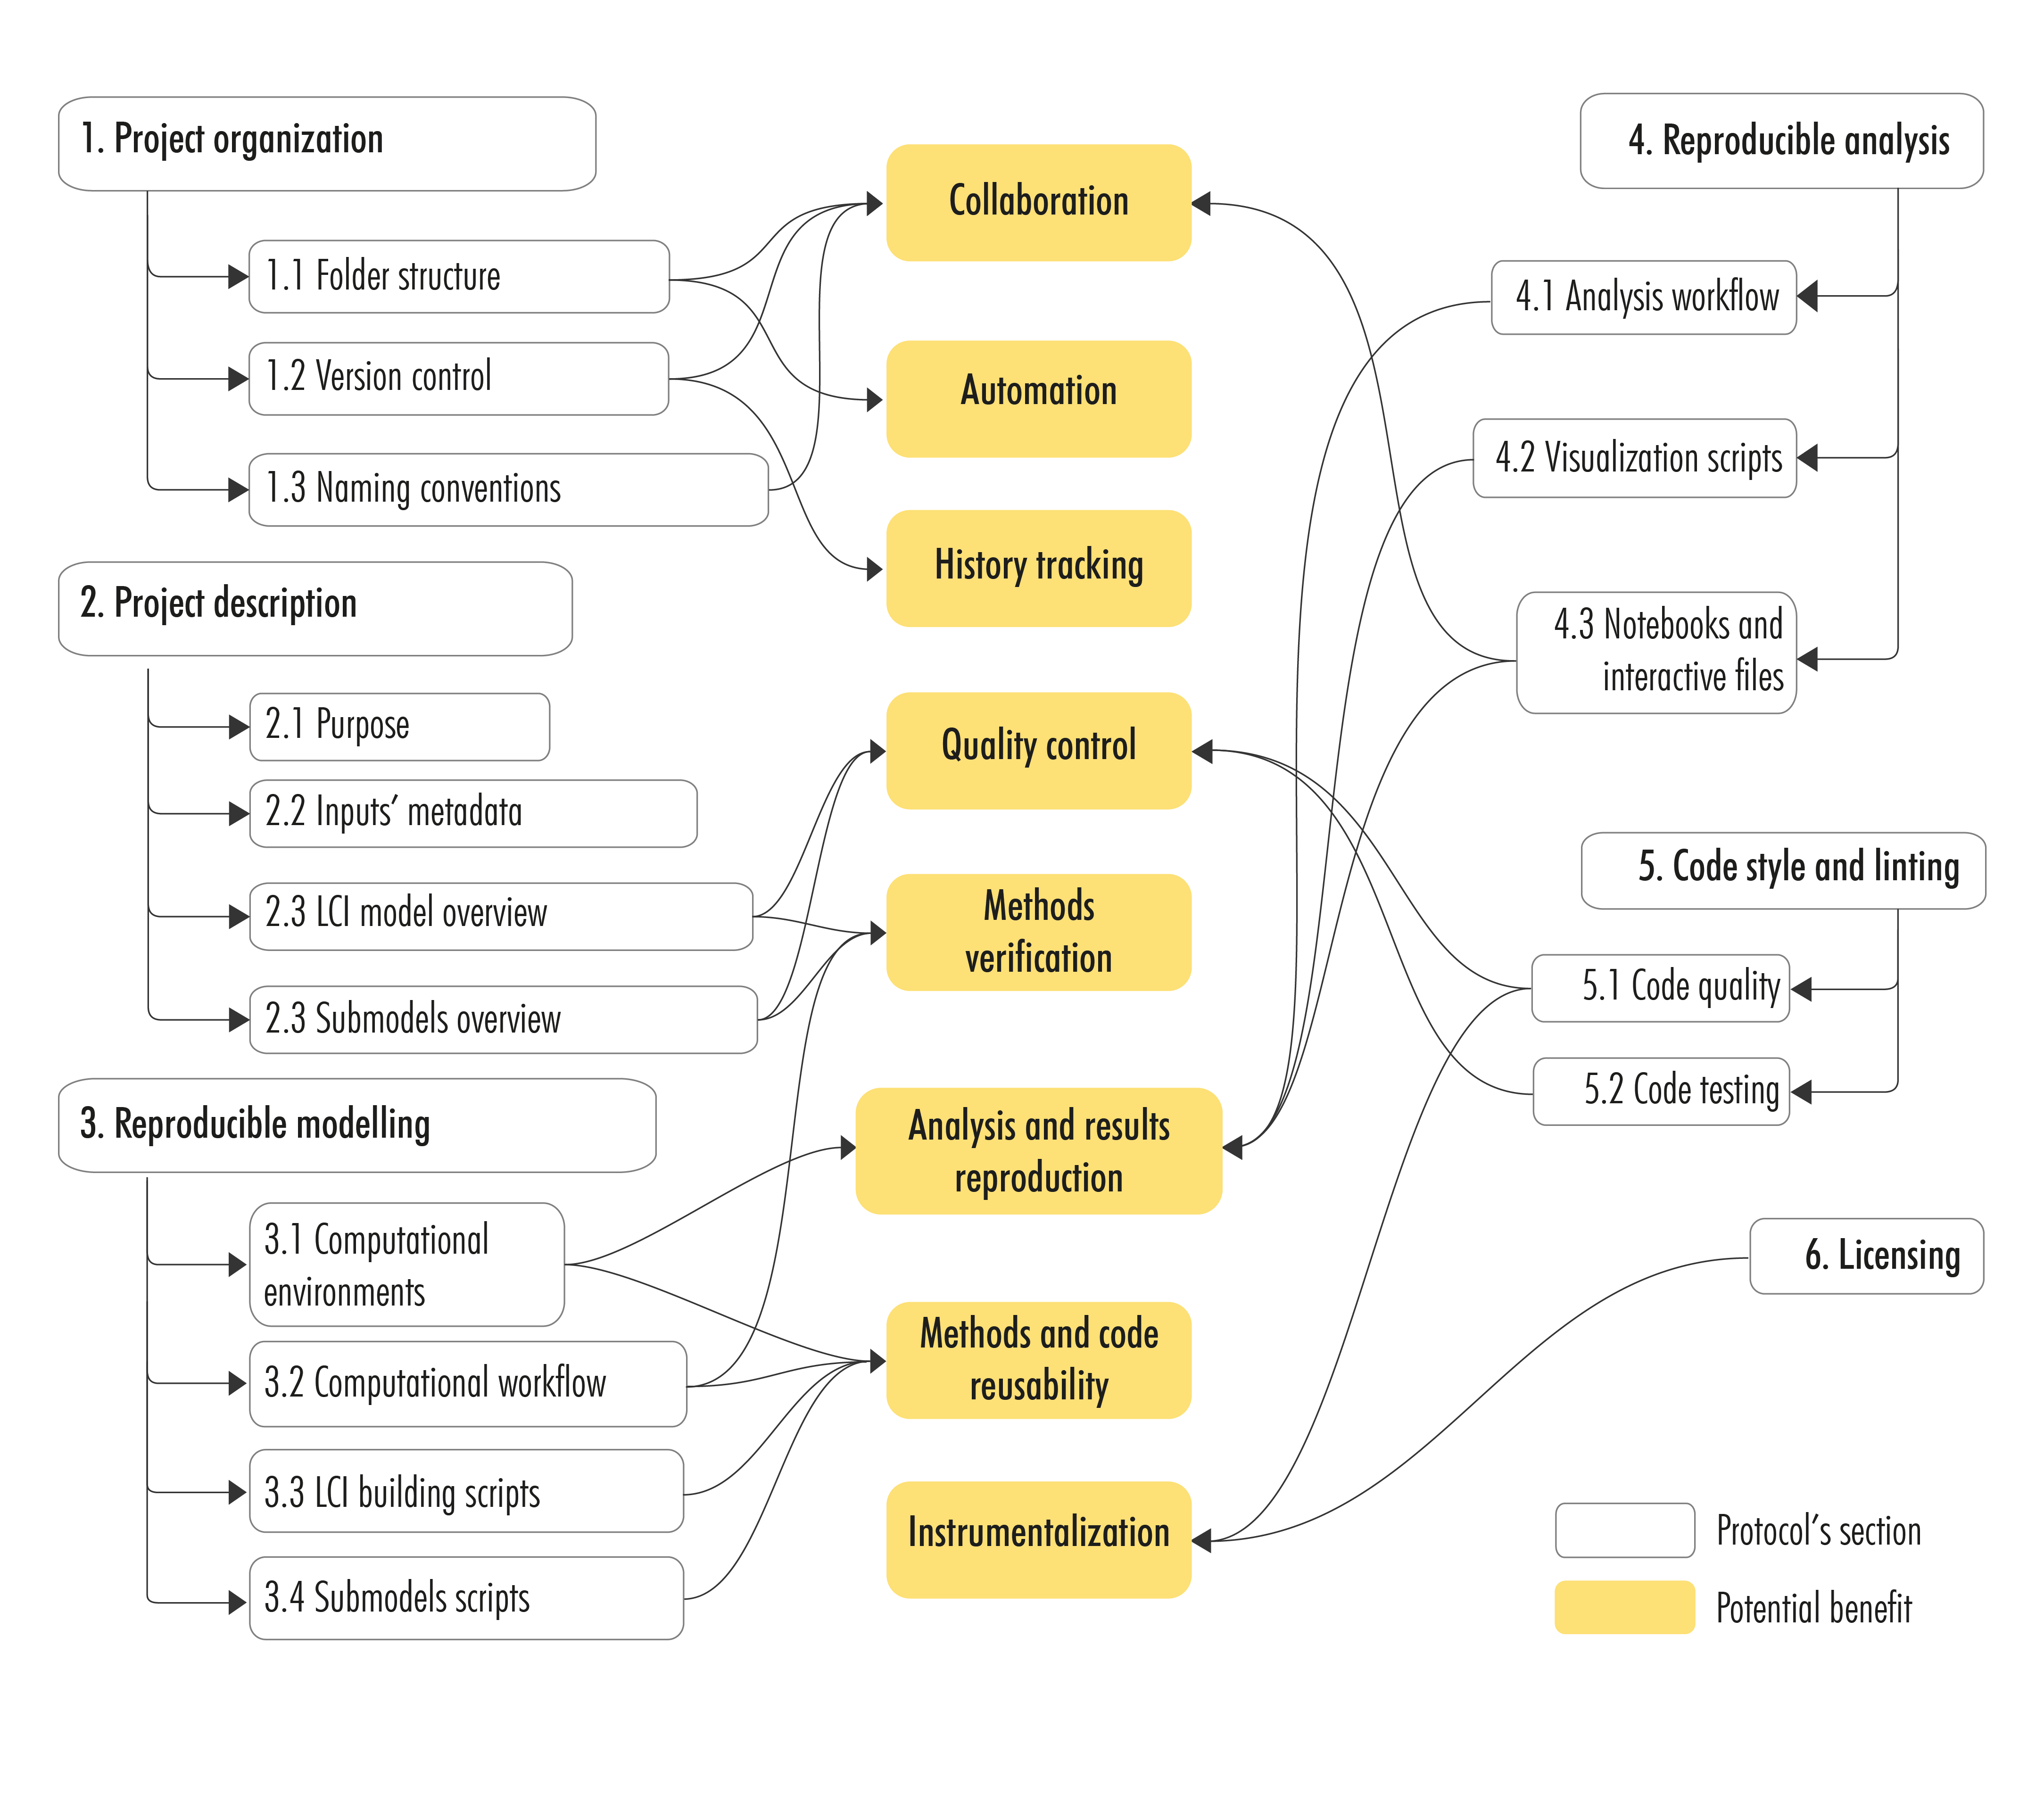 1. Project organization
1.1 Folder structure
1.2 Version control
1.3 Naming conventions
2. Project description
2.1 Purpose
2.2 Inputs’ metadata
2.3 LCI model overview
2.3 Submodels overview
3. Reproducible modelling
3.1 Computational
environments
3.2 Computational workflow
3.3 LCI building scripts
3.4 Submodels scripts
Collaboration
Automation
History tracking
Quality control
Methods
verification
Analysis and results
reproduction
Methods and code
reusability
Instrumentalization
4. Reproducible analysis
4.1 Analysis workflow
4.2 Visualization scripts
4.3 Notebooks and
interactive files
5. Code style and linting
5.1 Code quality
5.2 Code testing
6. Licensing
Protocol’s section
Potential benefit